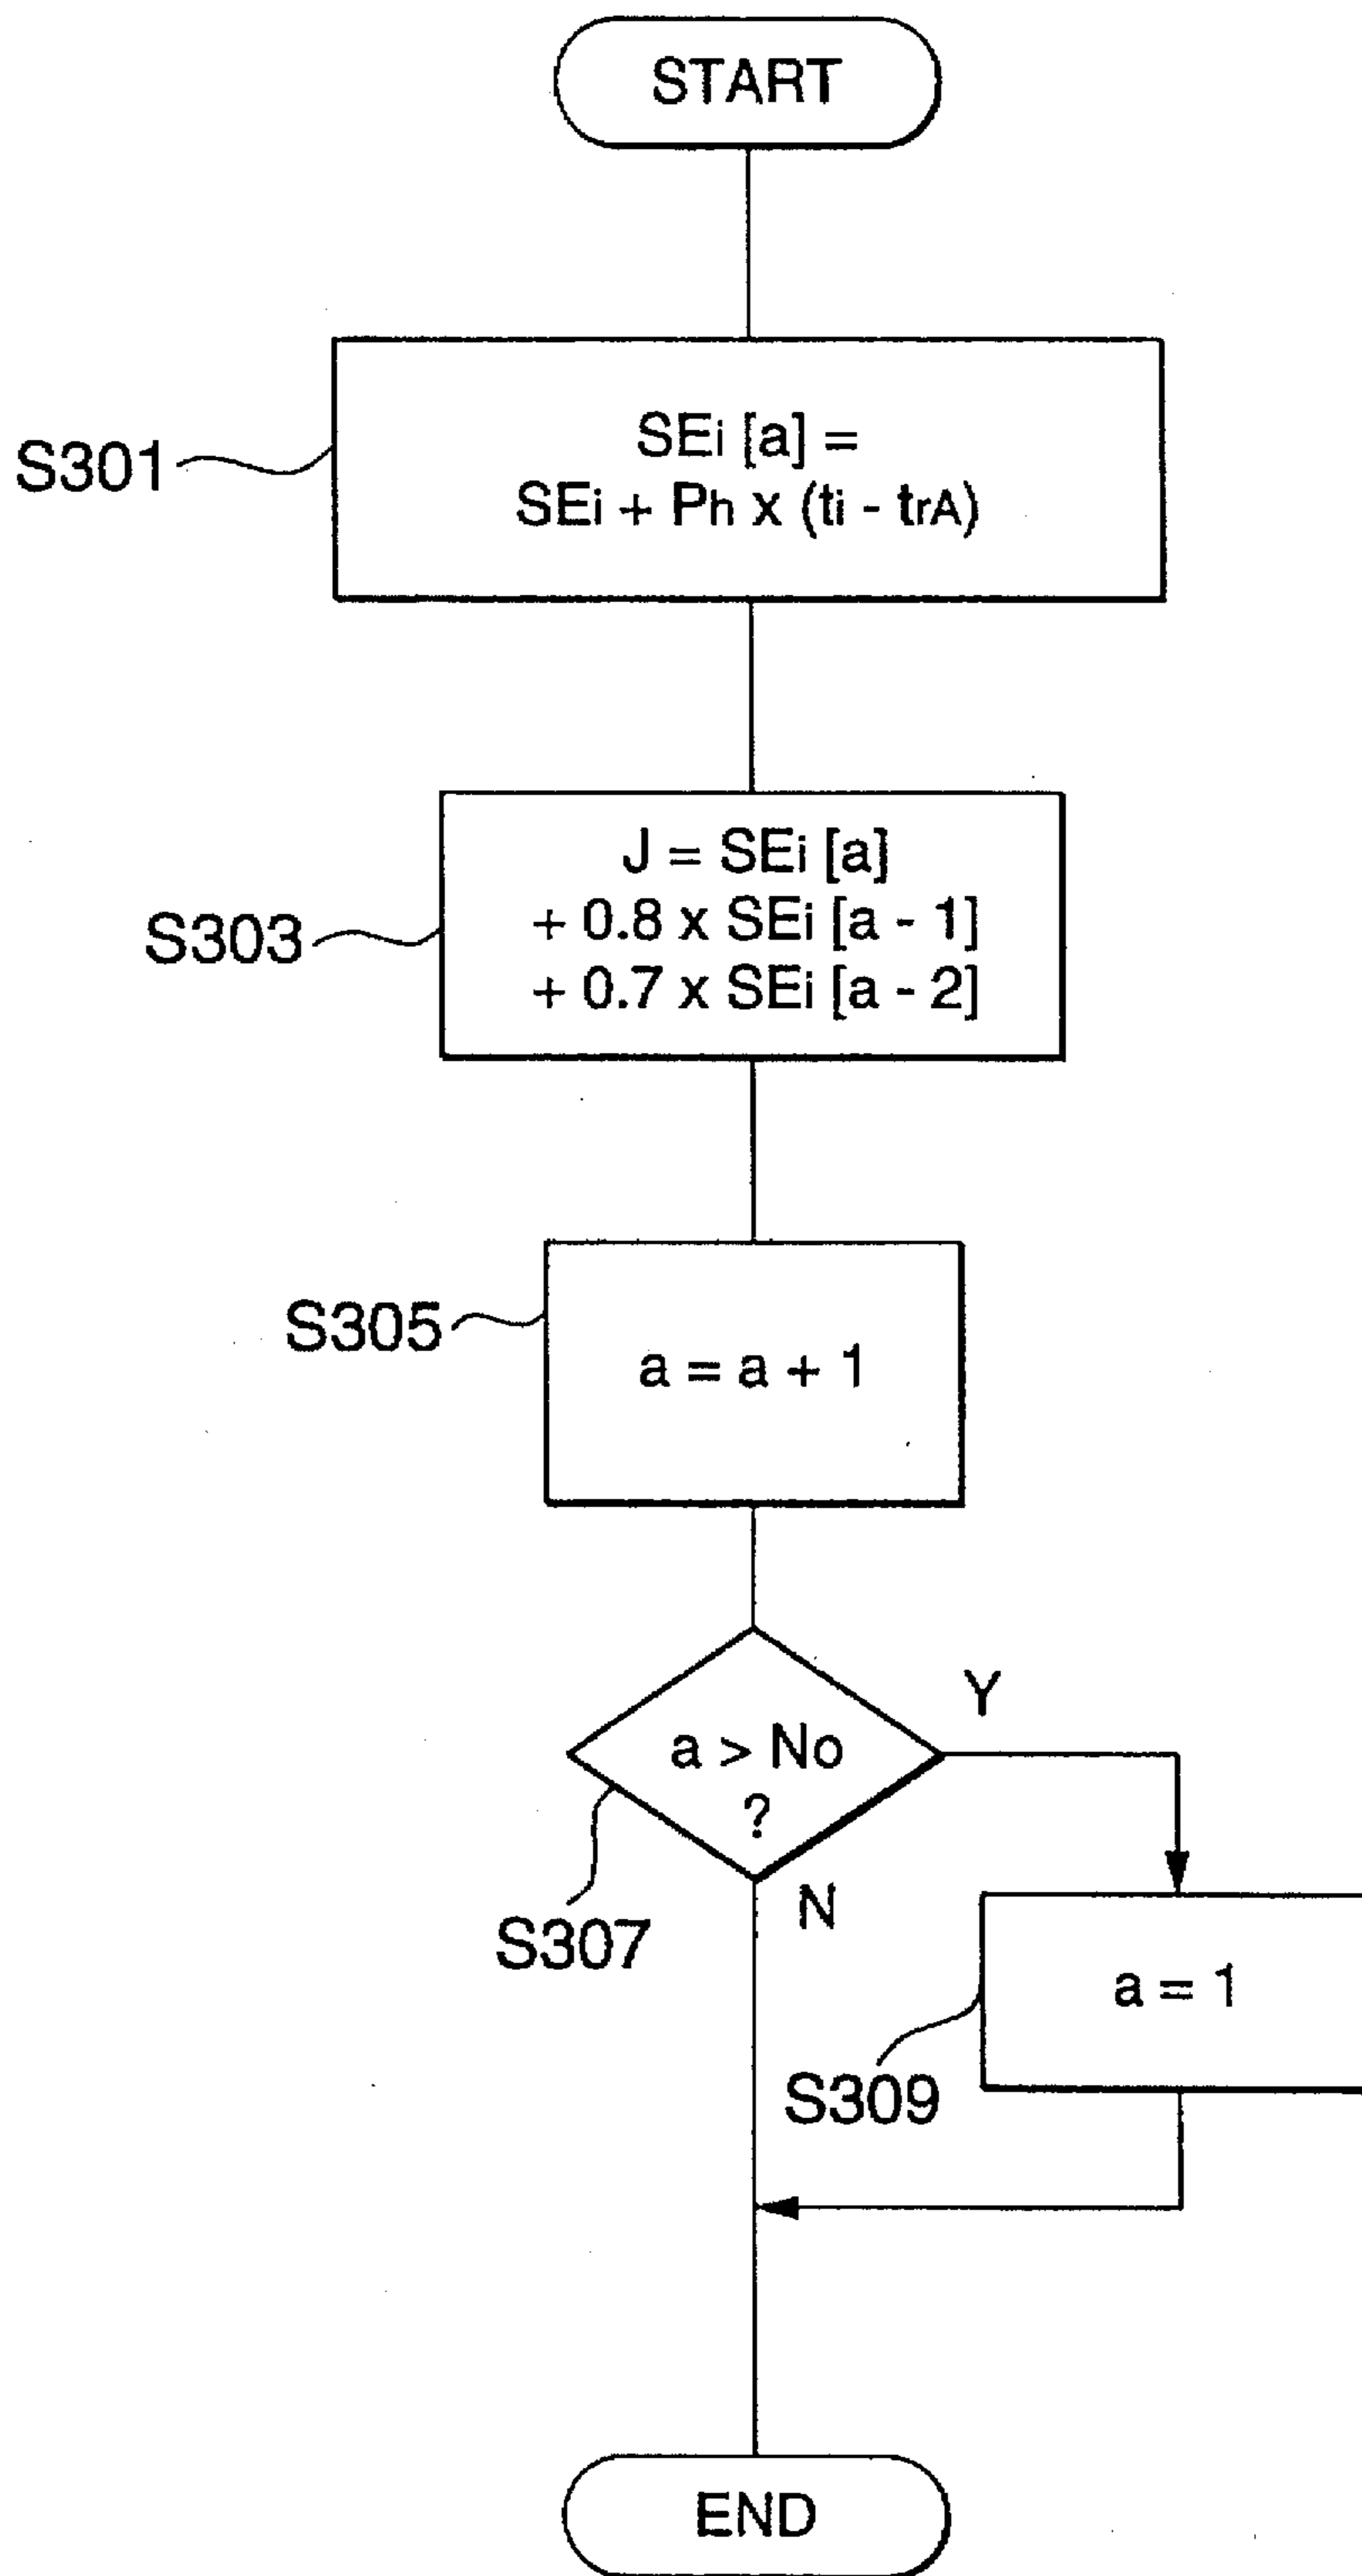 START
S301
SEi [a] =
SEi + Ph x (ti - trA)
S303
J = SEi [a]
+ 0.8 x SEi [a - 1]
+ 0.7 x SEi [a - 2]
S305
a = a + 1
a > No
?
Y
N
S307
a = 1
S309
END